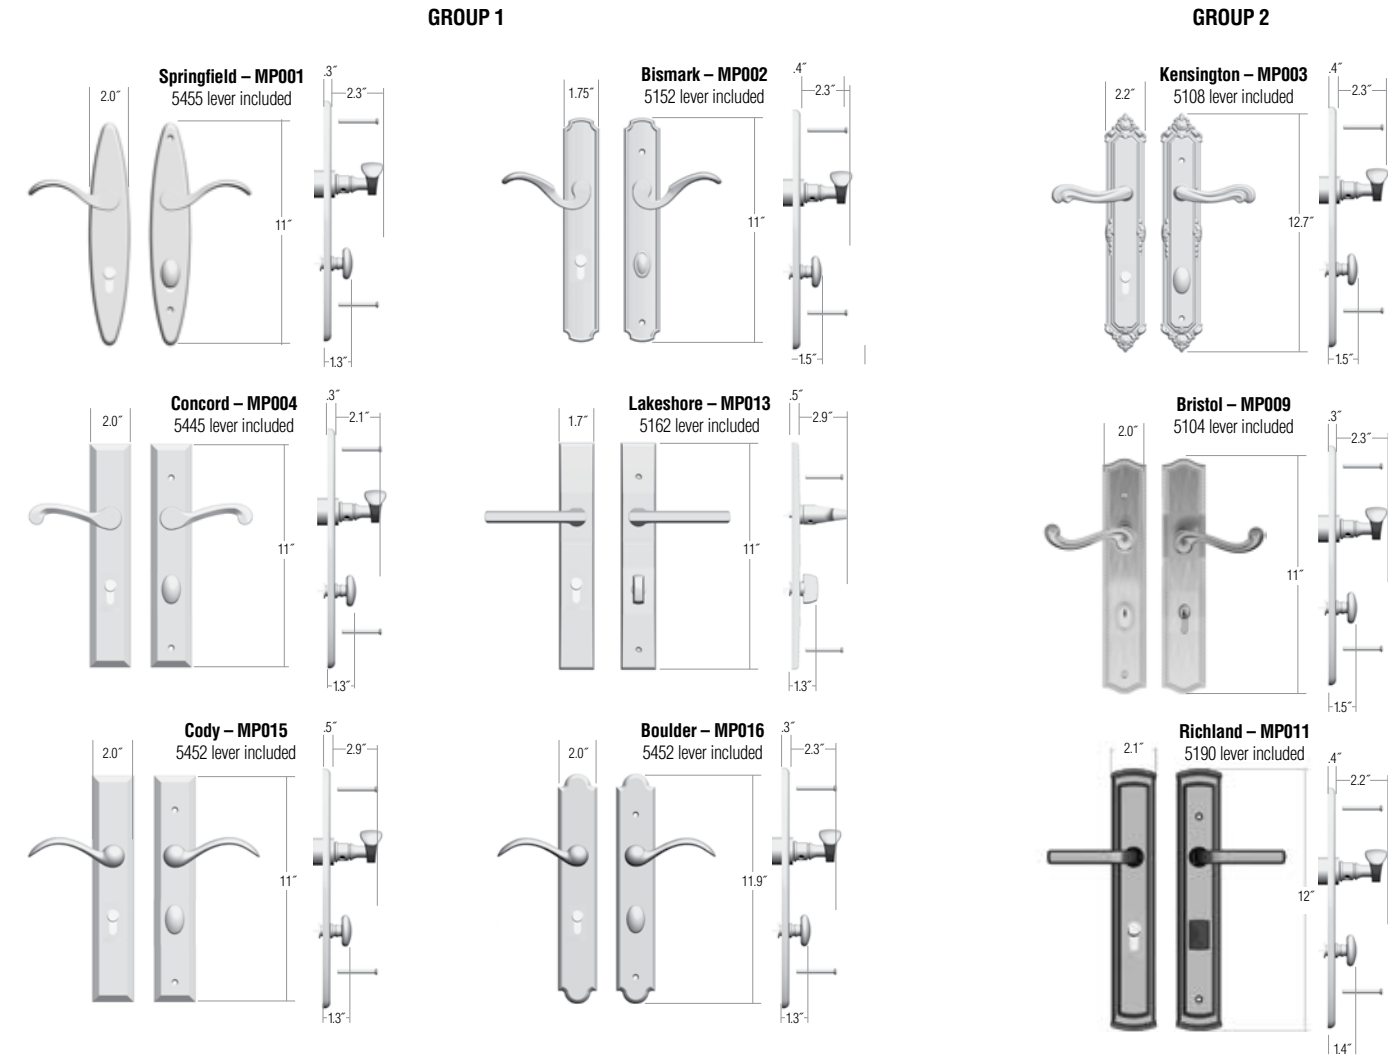 GROUP 1
GROUP 2
Springfield – MP001
5455 lever included
2.0˝
.3˝
2.3˝
11˝
1.3˝
Bismark – MP002
5152 lever included
1.75˝
.4˝
2.3˝
11˝
1.5˝
Kensington – MP003
5108 lever included
2.2˝
.4˝
2.3˝
12.7˝
1.5˝
Concord – MP004
5445 lever included
2.0˝
.3˝
2.1˝
11˝
1.3˝
Lakeshore – MP013
5162 lever included
1.7˝
.5˝
2.9˝
11˝
1.3˝
Bristol – MP009
5104 lever included
2.0˝
.3˝
2.3˝
11˝
1.5˝
Cody – MP015
5452 lever included
2.0˝
.5˝
2.9˝
11˝
1.3˝
Boulder – MP016
5452 lever included
2.0˝
.3˝
2.3˝
11.9˝
1.3˝
Richland – MP011
5190 lever included
2.1˝
.4˝
2.2˝
12˝
1.4˝